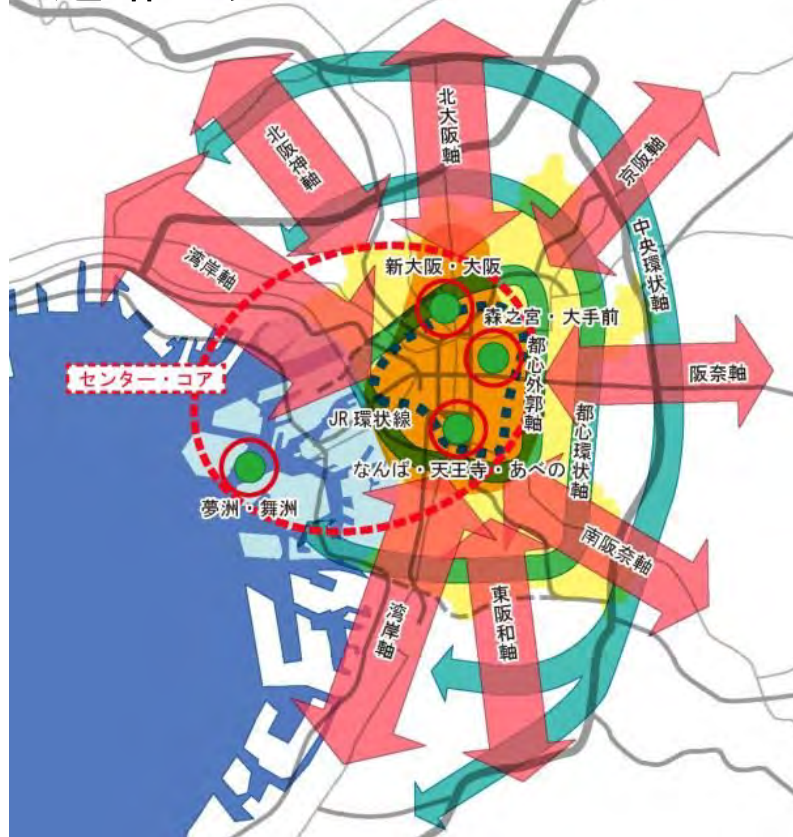 北大阪軸
北阪神軸
京阪軸
中央環状軸
湾岸軸
新大阪・大阪
森之宮・大手前
都心外郭軸
阪奈軸
センター・コア
JR環状線
都心環状軸
なんば・天王寺・あべの
夢洲・舞洲
南阪奈軸
湾岸軸
東阪和軸